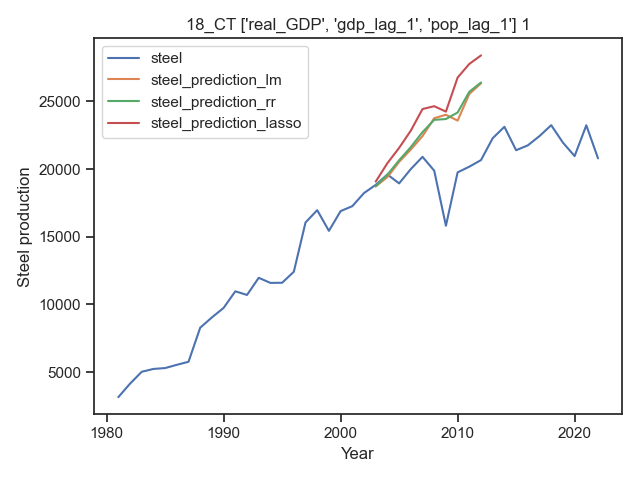 18_CT ['real_GDP', 'gdp_lag_1', 'pop_lag_1'] 1
steel
steel_prediction_lm
steel_prediction_rr
steel_prediction_lasso
25000
20000
15000
10000
5000
Steel production
1980 1990 2000 2010 2020
Year